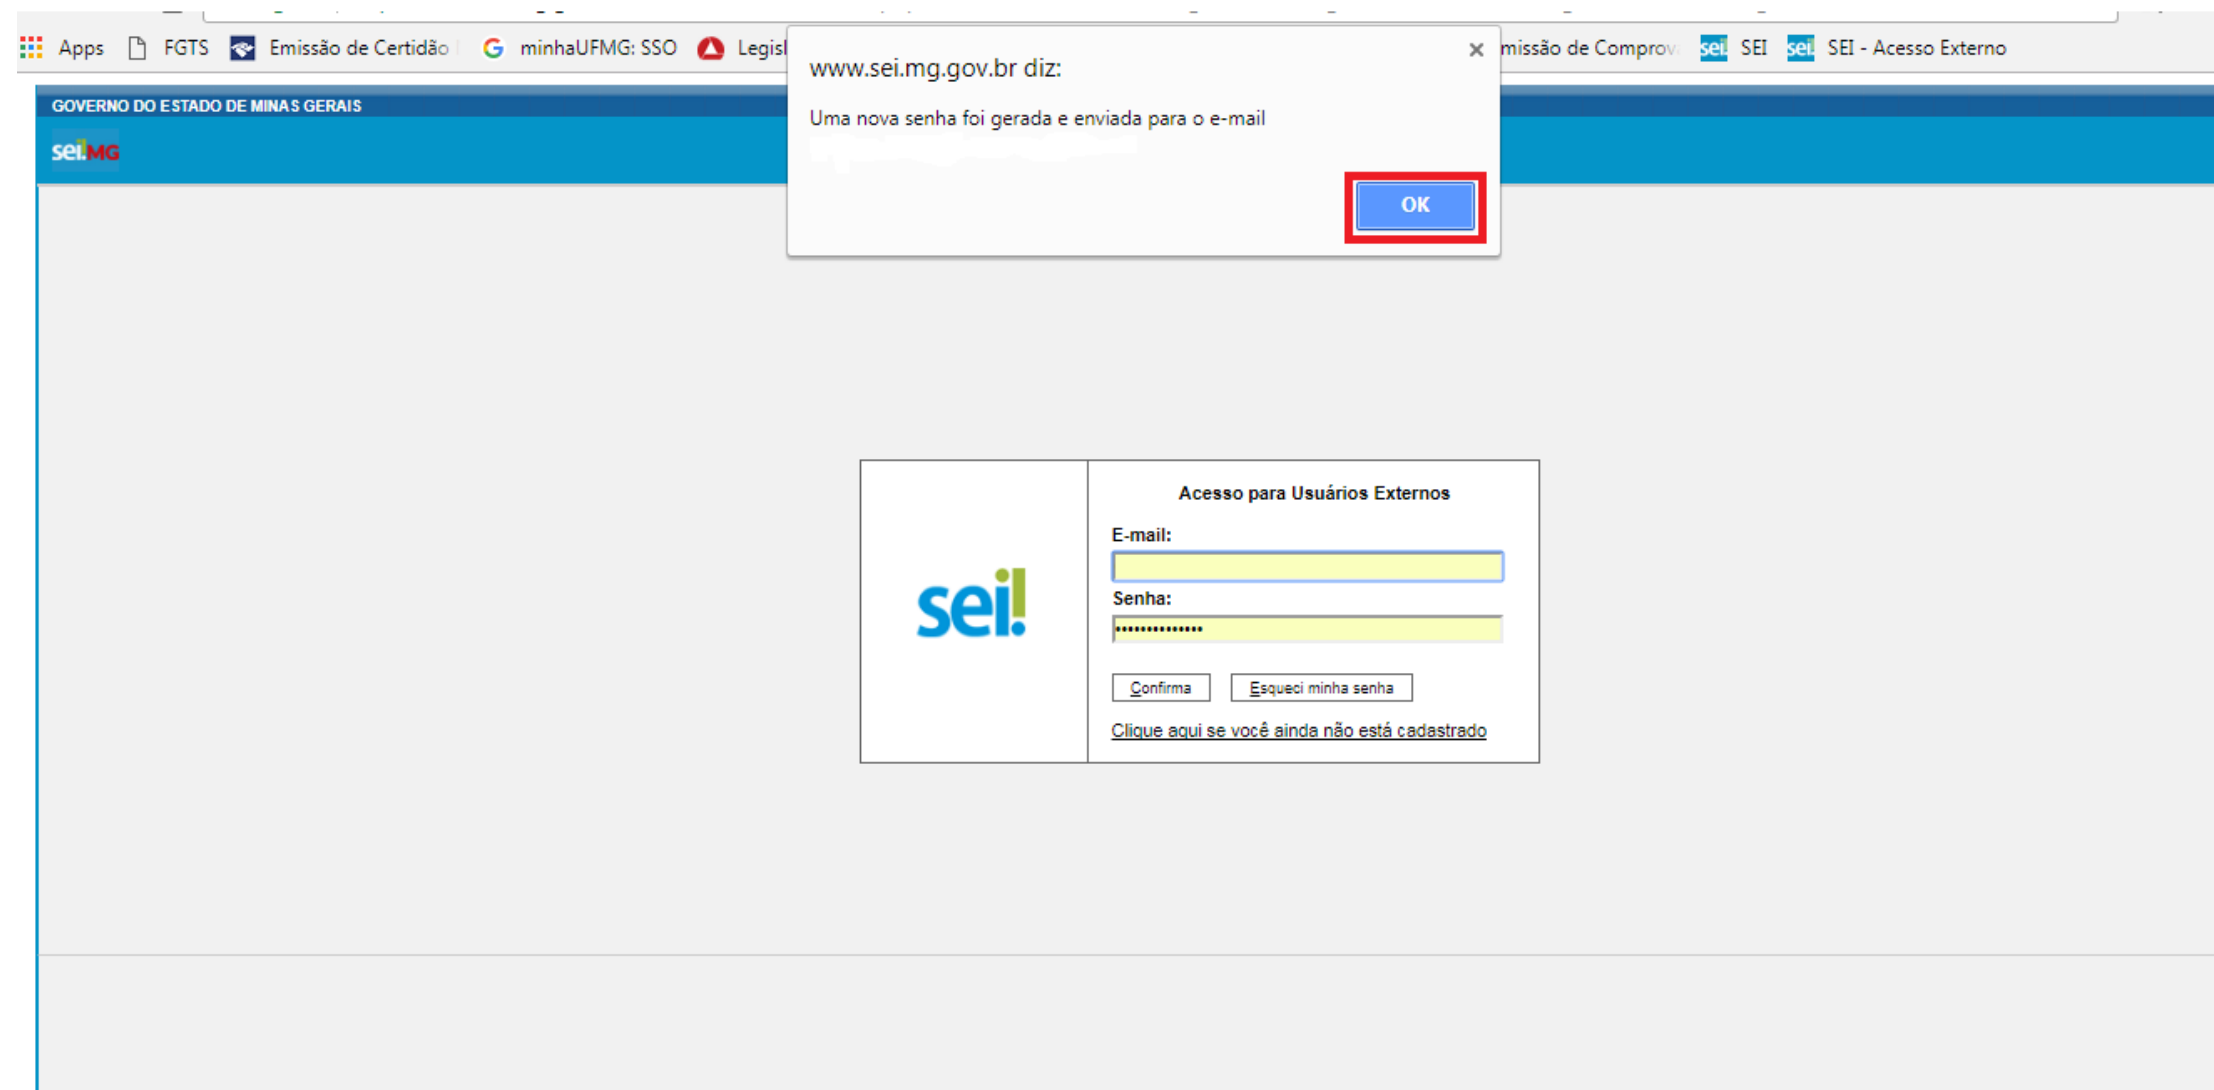 Apps FGTS Emissão de Certidão minhaUFMG: SSO Legisl missão de Comprov SEI SEI - Acesso Externo
www.sei.mg.gov.br diz:
Uma nova senha foi gerada e enviada para o e-mail
OK
GOVERNO DO ESTADO DE MINAS GERAIS
sei!MG
Acesso para Usuários Externos
E-mail:
sei!
Senha:
Confirma Esqueci minha senha
Clique aqui se você ainda não está cadastrado